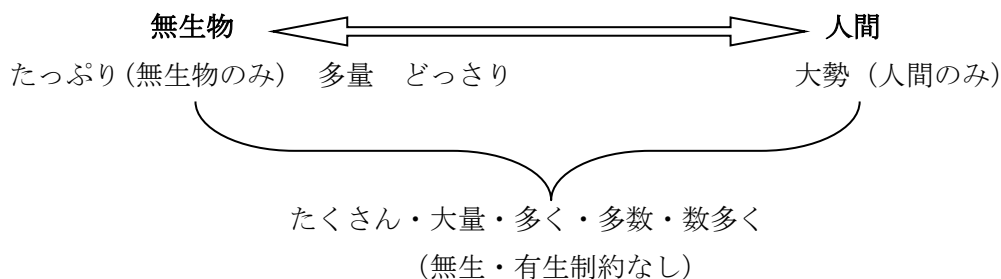 無生物 人間
たっぷり(無生物のみ) 多量 どっさり 大勢(人間のみ)
たくさん・大量・多く・多数・数多く
(無生・有生制約なし)